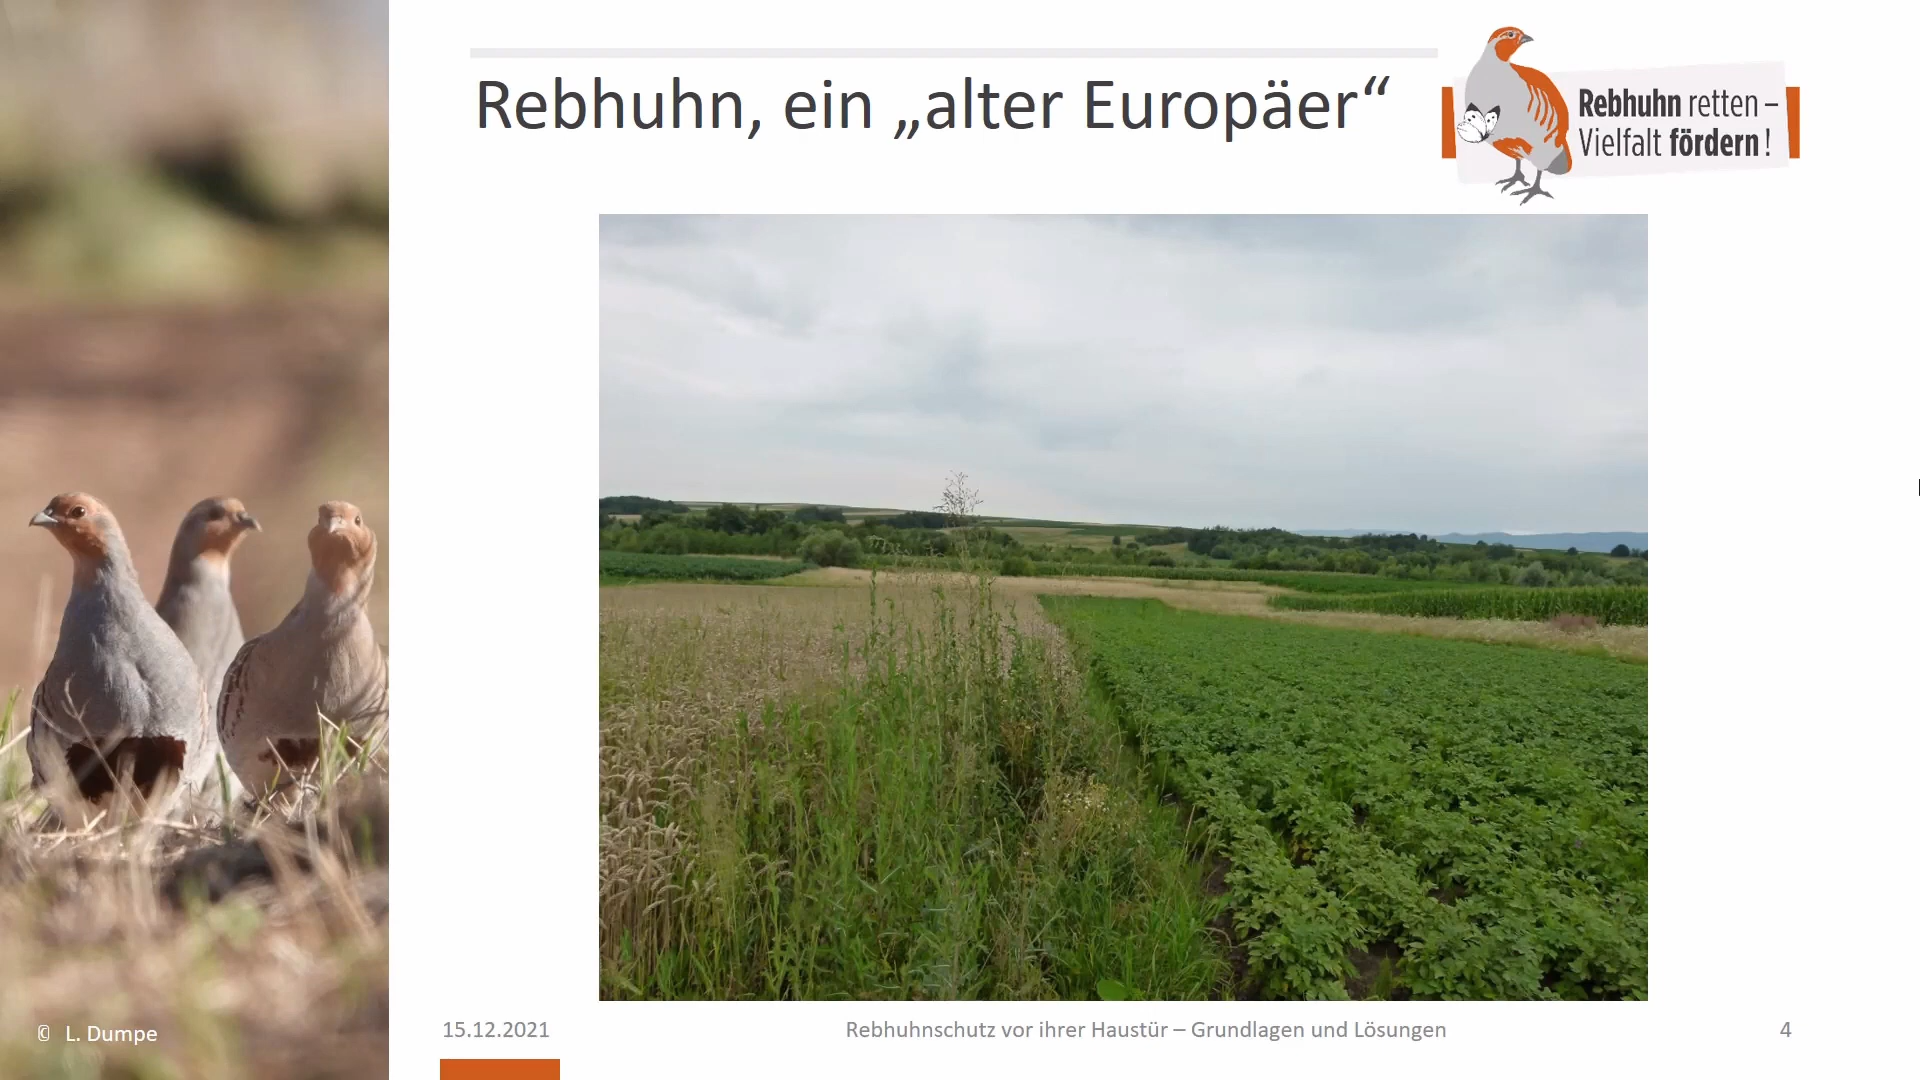 Rebhuhn, ein „alter Europäer“
Rebhuhn retten –
Vielfalt fördern!
© L. Dumpe
15.12.2021
Rebhuhnschutz vor ihrer Haustür – Grundlagen und Lösungen
4